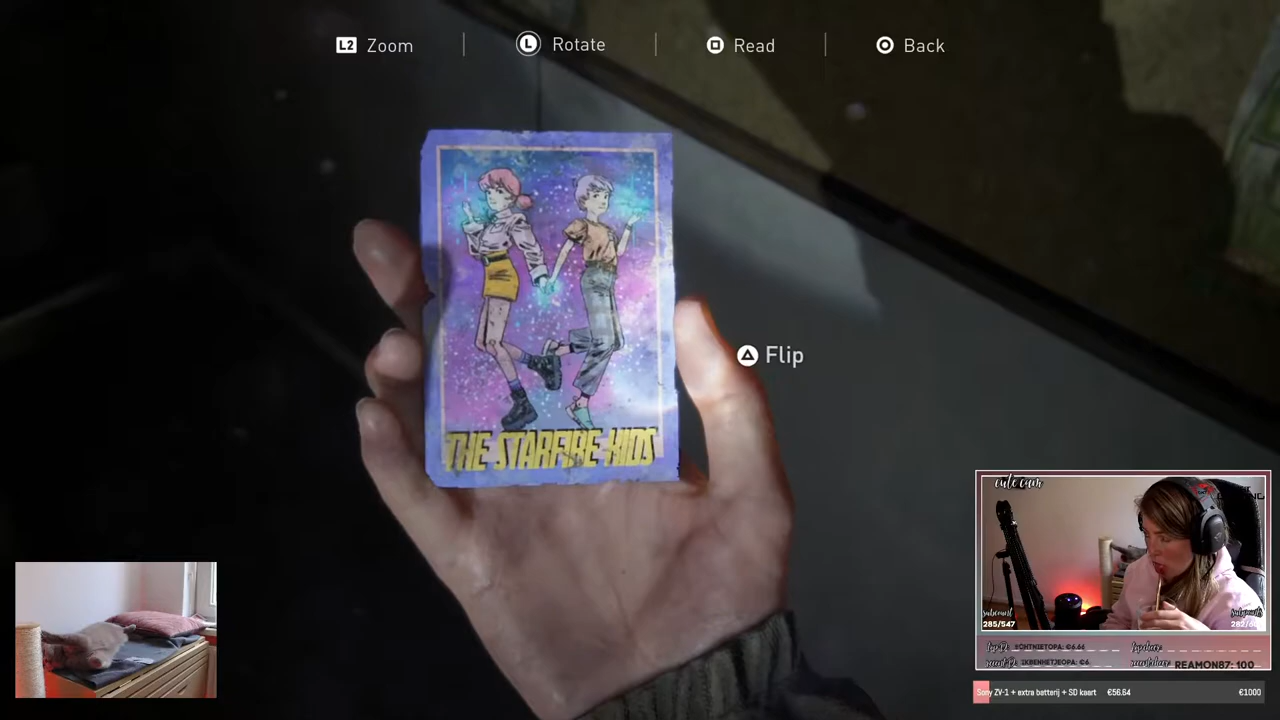 L2 Zoom
L Rotate
Read
Back
THE STARFIRE KIDS
Flip
cute cam
subcount
285/547
Sony ZV-1 + extra batterij + SD kaart €56.64 €1000
REAMON87: 100